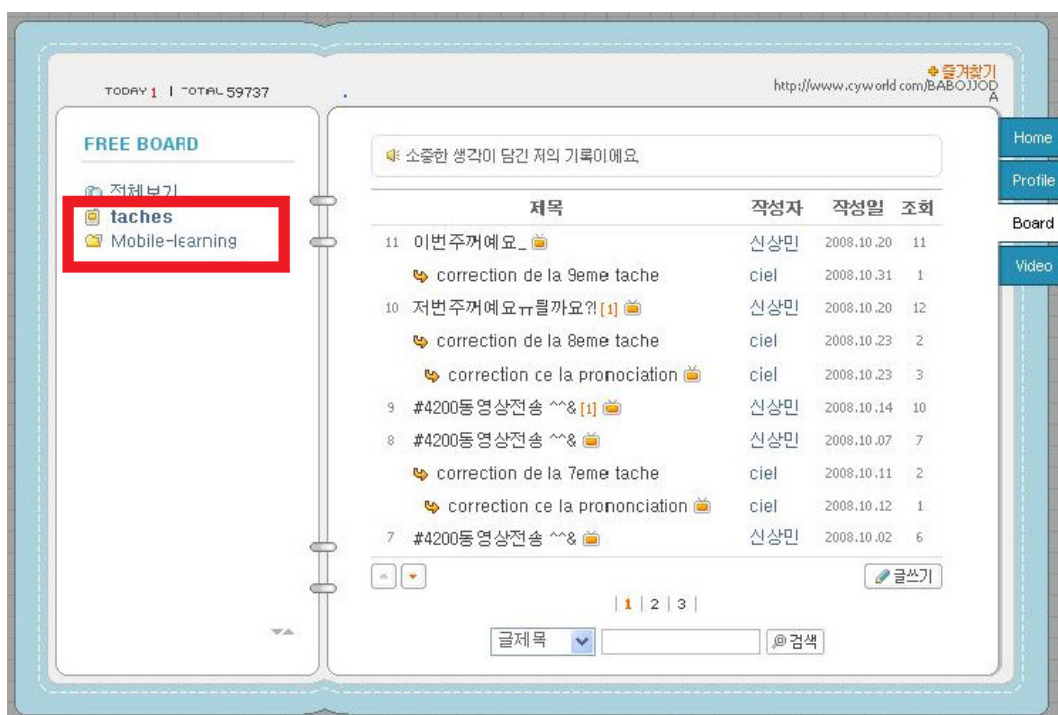 TODAY 1 | TOTAL 59737
즐겨찾기
http://www.cyworld.com/BABOJJOD
A
FREE BOARD
전체보기
taches
Mobile-learning
Home
Profile
Board
Video
소중한 생각이 담긴 저의 기록이에요.
제목 작성자 작성일 조회
11 이번주꺼예요_ 신상민 2008.10.20 11
correction de la 9eme tache ciel 2008.10.31 1
10 저번주꺼예요ㅠ뭘까요?![1] 신상민 2008.10.20 12
correction de la 8eme tache ciel 2008.10.23 2
correction ce la pronociation ciel 2008.10.23 3
9 #4200동영상전송 ^^& [1] 신상민 2008.10.14 10
8 #4200동영상전송 ^^& 신상민 2008.10.07 7
correction de la 7eme tache ciel 2008.10.11 2
correction ce la prononciation ciel 2008.10.12 1
7 #4200동영상전송 ^^& 신상민 2008.10.02 6
글쓰기
| 1 | 2 | 3 |
글제목 검색